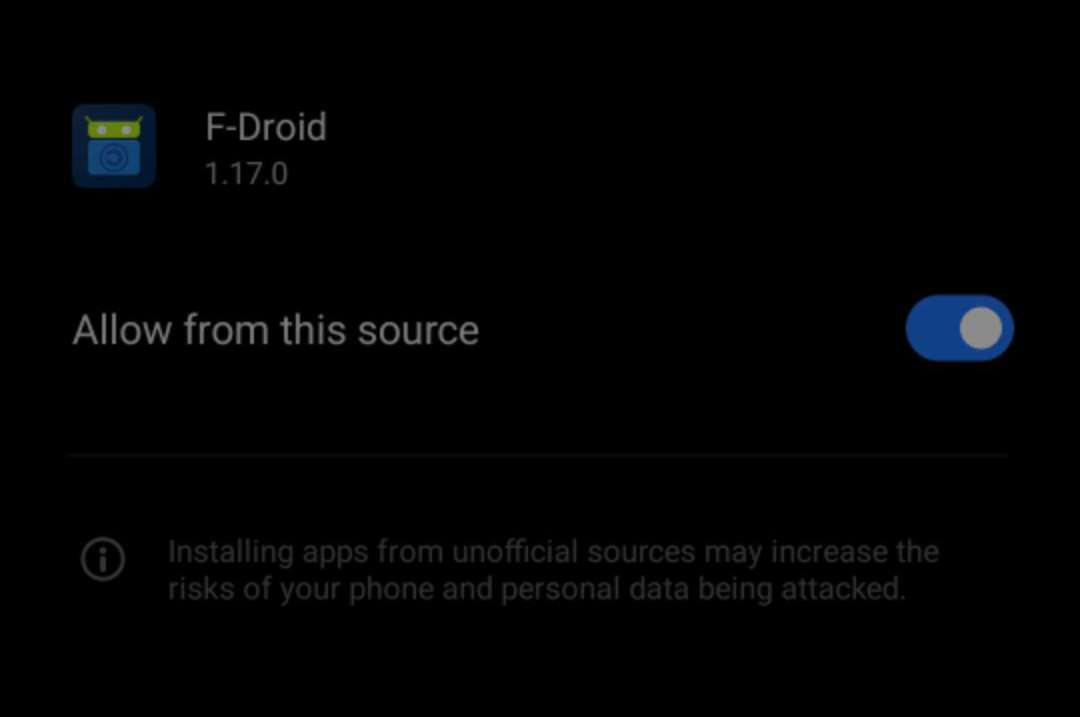 F-Droid
1.17.0
Allow from this source
Installing apps from unofficial sources may increase the
risks of your phone and personal data being attacked.